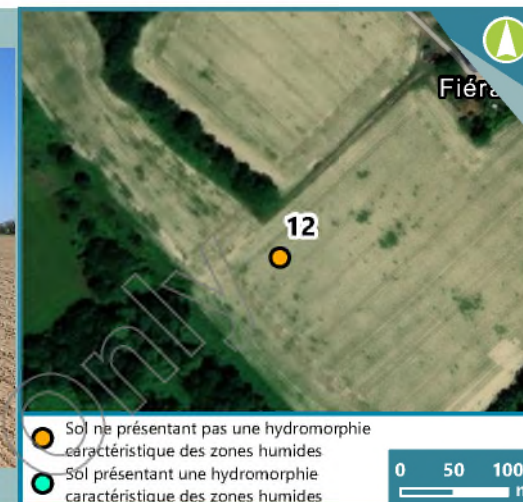 Fiéra
12
only
Sol ne présentant pas une hydromorphie
caractéristique des zones humides
Sol présentant une hydromorphie
caractéristique des zones humides
0 50 100
m